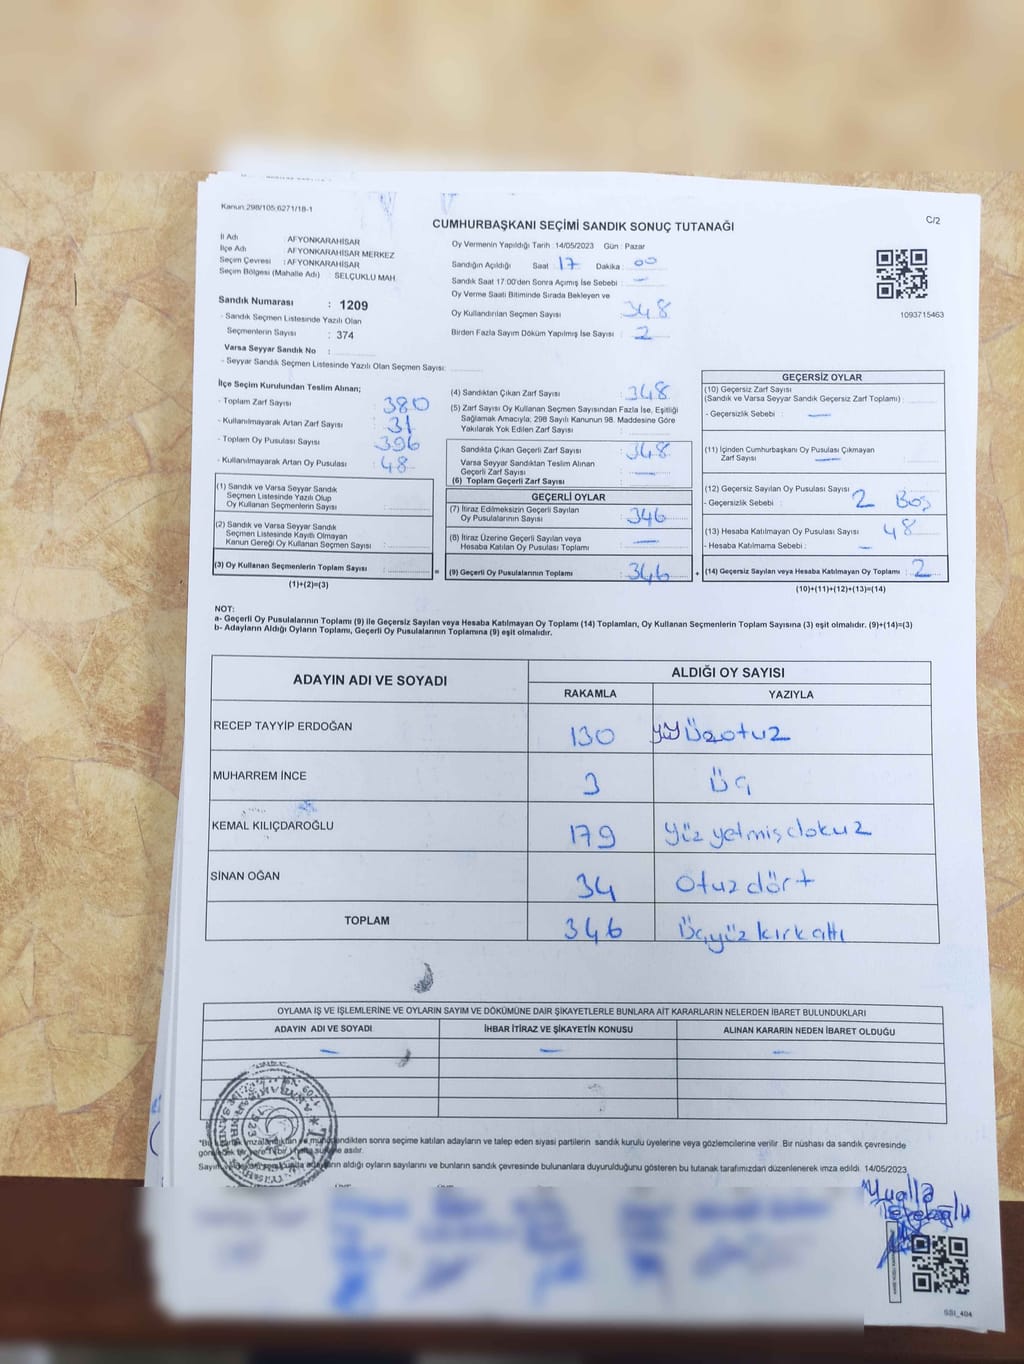 Kanun:298/105;6271/18-1
C/2
CUMHURBAŞKANI SEÇİMİ SANDIK SONUÇ TUTANAĞI
İl Adı : AFYONKARAHİSAR
İlçe Adı : AFYONKARAHİSAR MERKEZ
Seçim Çevresi : AFYONKARAHİSAR
Seçim Bölgesi (Mahalle Adı) : SELÇUKLU MAH.
Sandık Numarası : 1209
- Sandık Seçmen Listesinde Yazılı Olan
Seçmenlerin Sayısı : 374
Varsa Seyyar Sandık No :
- Seyyar Sandık Seçmen Listesinde Yazılı Olan Seçmen Sayısı:
Oy Vermenin Yapıldığı Tarih :14/05/2023 Gün : Pazar
Sandığın Açıldığı Saat 17 Dakika : 00
Sandık Saat 17:00'den Sonra Açımış İse Sebebi : —
Oy Verme Saati Bitiminde Sırada Bekleyen ve
Oy Kullandırılan Seçmen Sayısı : 348
Birden Fazla Sayım Döküm Yapılmış İse Sayısı : 2
1093715463
İlçe Seçim Kurulundan Teslim Alınan;
- Toplam Zarf Sayısı : 380
- Kullanılmayarak Artan Zarf Sayısı : 31
- Toplam Oy Pusulası Sayısı : 396
- Kullanılmayarak Artan Oy Pusulası : 48
(1) Sandık ve Varsa Seyyar Sandık
Seçmen Listesinde Yazılı Olup
Oy Kullanan Seçmen Sayısı :
(2) Sandık ve Varsa Seyyar Sandık
Seçmen Listesinde Kayıtlı Olmayan
Kanun Gereği Oy Kullanan Seçmen Sayısı :
(3) Oy Kullanan Seçmenlerin Toplam Sayısı : =
(1)+(2)=(3)
(4) Sandıktan Çıkan Zarf Sayısı : 348
(5) Zarf Sayısı Oy Kullanan Seçmen Sayısından Fazla İse, Eşitliği
Sağlamak Amacıyla; 298 Sayılı Kanunun 98. Maddesine Göre
Yakılarak Yok Edilen Zarf Sayısı :
Sandıkta Çıkan Geçerli Zarf Sayısı : 348
Varsa Seyyar Sandıktan Teslim Alınan
Geçerli Zarf Sayısı : —
(6) Toplam Geçerli Zarf Sayısı :
GEÇERLİ OYLAR
(7) İtiraz Edilmeksizin Geçerli Sayılan
Oy Pusulalarının Sayısı : 346
(8) İtiraz Üzerine Geçerli Sayılan veya
Hesaba Katılan Oy Pusulası Toplamı : —
(9) Geçerli Oy Pusulalarının Toplamı : 346 +
GEÇERSİZ OYLAR
(10) Geçersiz Zarf Sayısı
(Sandık ve Varsa Seyyar Sandık Geçersiz Zarf Toplamı) :
- Geçersizlik Sebebi : —
(11) İçinden Cumhurbaşkanı Oy Pusulası Çıkmayan
Zarf Sayısı : —
(12) Geçersiz Sayılan Oy Pusulası Sayısı
- Geçersizlik Sebebi : 2 Boş
(13) Hesaba Katılmayan Oy Pusulası Sayısı : 48
- Hesaba Katılmama Sebebi : —
(14) Geçersiz Sayılan veya Hesaba Katılmayan Oy Toplamı : 2
(10)+(11)+(12)+(13)=(14)
NOT:
a- Geçerli Oy Pusulalarının Toplamı (9) ile Geçersiz Sayılan veya Hesaba Katılmayan Oy Toplamı (14) Toplamları, Oy Kullanan Seçmenlerin Toplam Sayısına (3) eşit olmalıdır. (9)+(14)=(3)
b- Adayların Aldığı Oyların Toplamı, Geçerli Oy Pusulalarının Toplamına (9) eşit olmalıdır.
ADAYIN ADI VE SOYADI ALDIĞI OY SAYISI
RAKAMLA YAZIYLA
RECEP TAYYİP ERDOĞAN 130 Yüzotuz
MUHARREM İNCE 3 Üç
KEMAL KILIÇDAROĞLU 179 Yüz yetmiş dokuz
SİNAN OĞAN 34 Otuz dört
TOPLAM 346 Üçyüz kırk altı
OYLAMA İŞ VE İŞLEMLERİNE VE OYLARIN SAYIM VE DÖKÜMÜNE DAİR ŞİKAYETLERLE BUNLARA AİT KARARLARIN NELERDEN İBARET BULUNDUKLARI
ADAYIN ADI VE SOYADI İHBAR İTİRAZ VE ŞİKAYETİN KONUSU ALINAN KARARIN NEDEN İBARET OLDUĞU
— — —
dikten sonra seçime katılan adayların ve talep eden siyasi partilerin sandık kurulu üyelerine veya gözlemcilerine verilir. Bir nüshası da sandık çevresinde
asılır.
aldığı oyların sayılarını ve bunların sandık çevresinde bulunanlara duyurulduğunu gösteren bu tutanak tarafımızdan düzenlenerek imza edildi. 14/05/2023
SSI_404